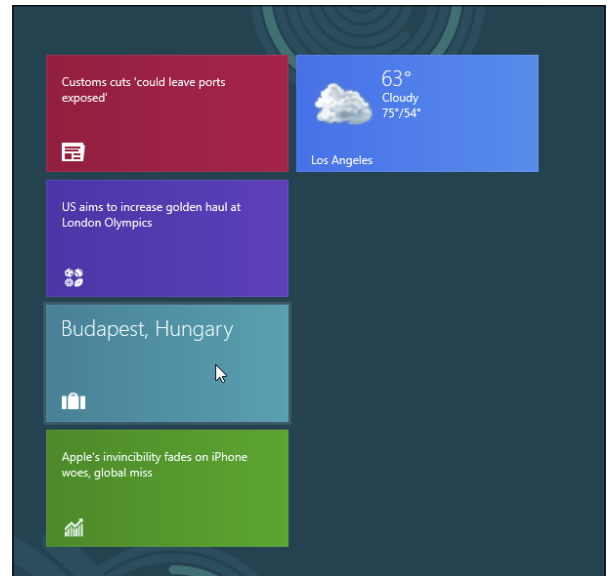 Customs cuts 'could leave ports
exposed'
63°
Cloudy
75°/54°
Los Angeles
US aims to increase golden haul at
London Olympics
Budapest, Hungary
Apple's invincibility fades on iPhone
woes, global miss